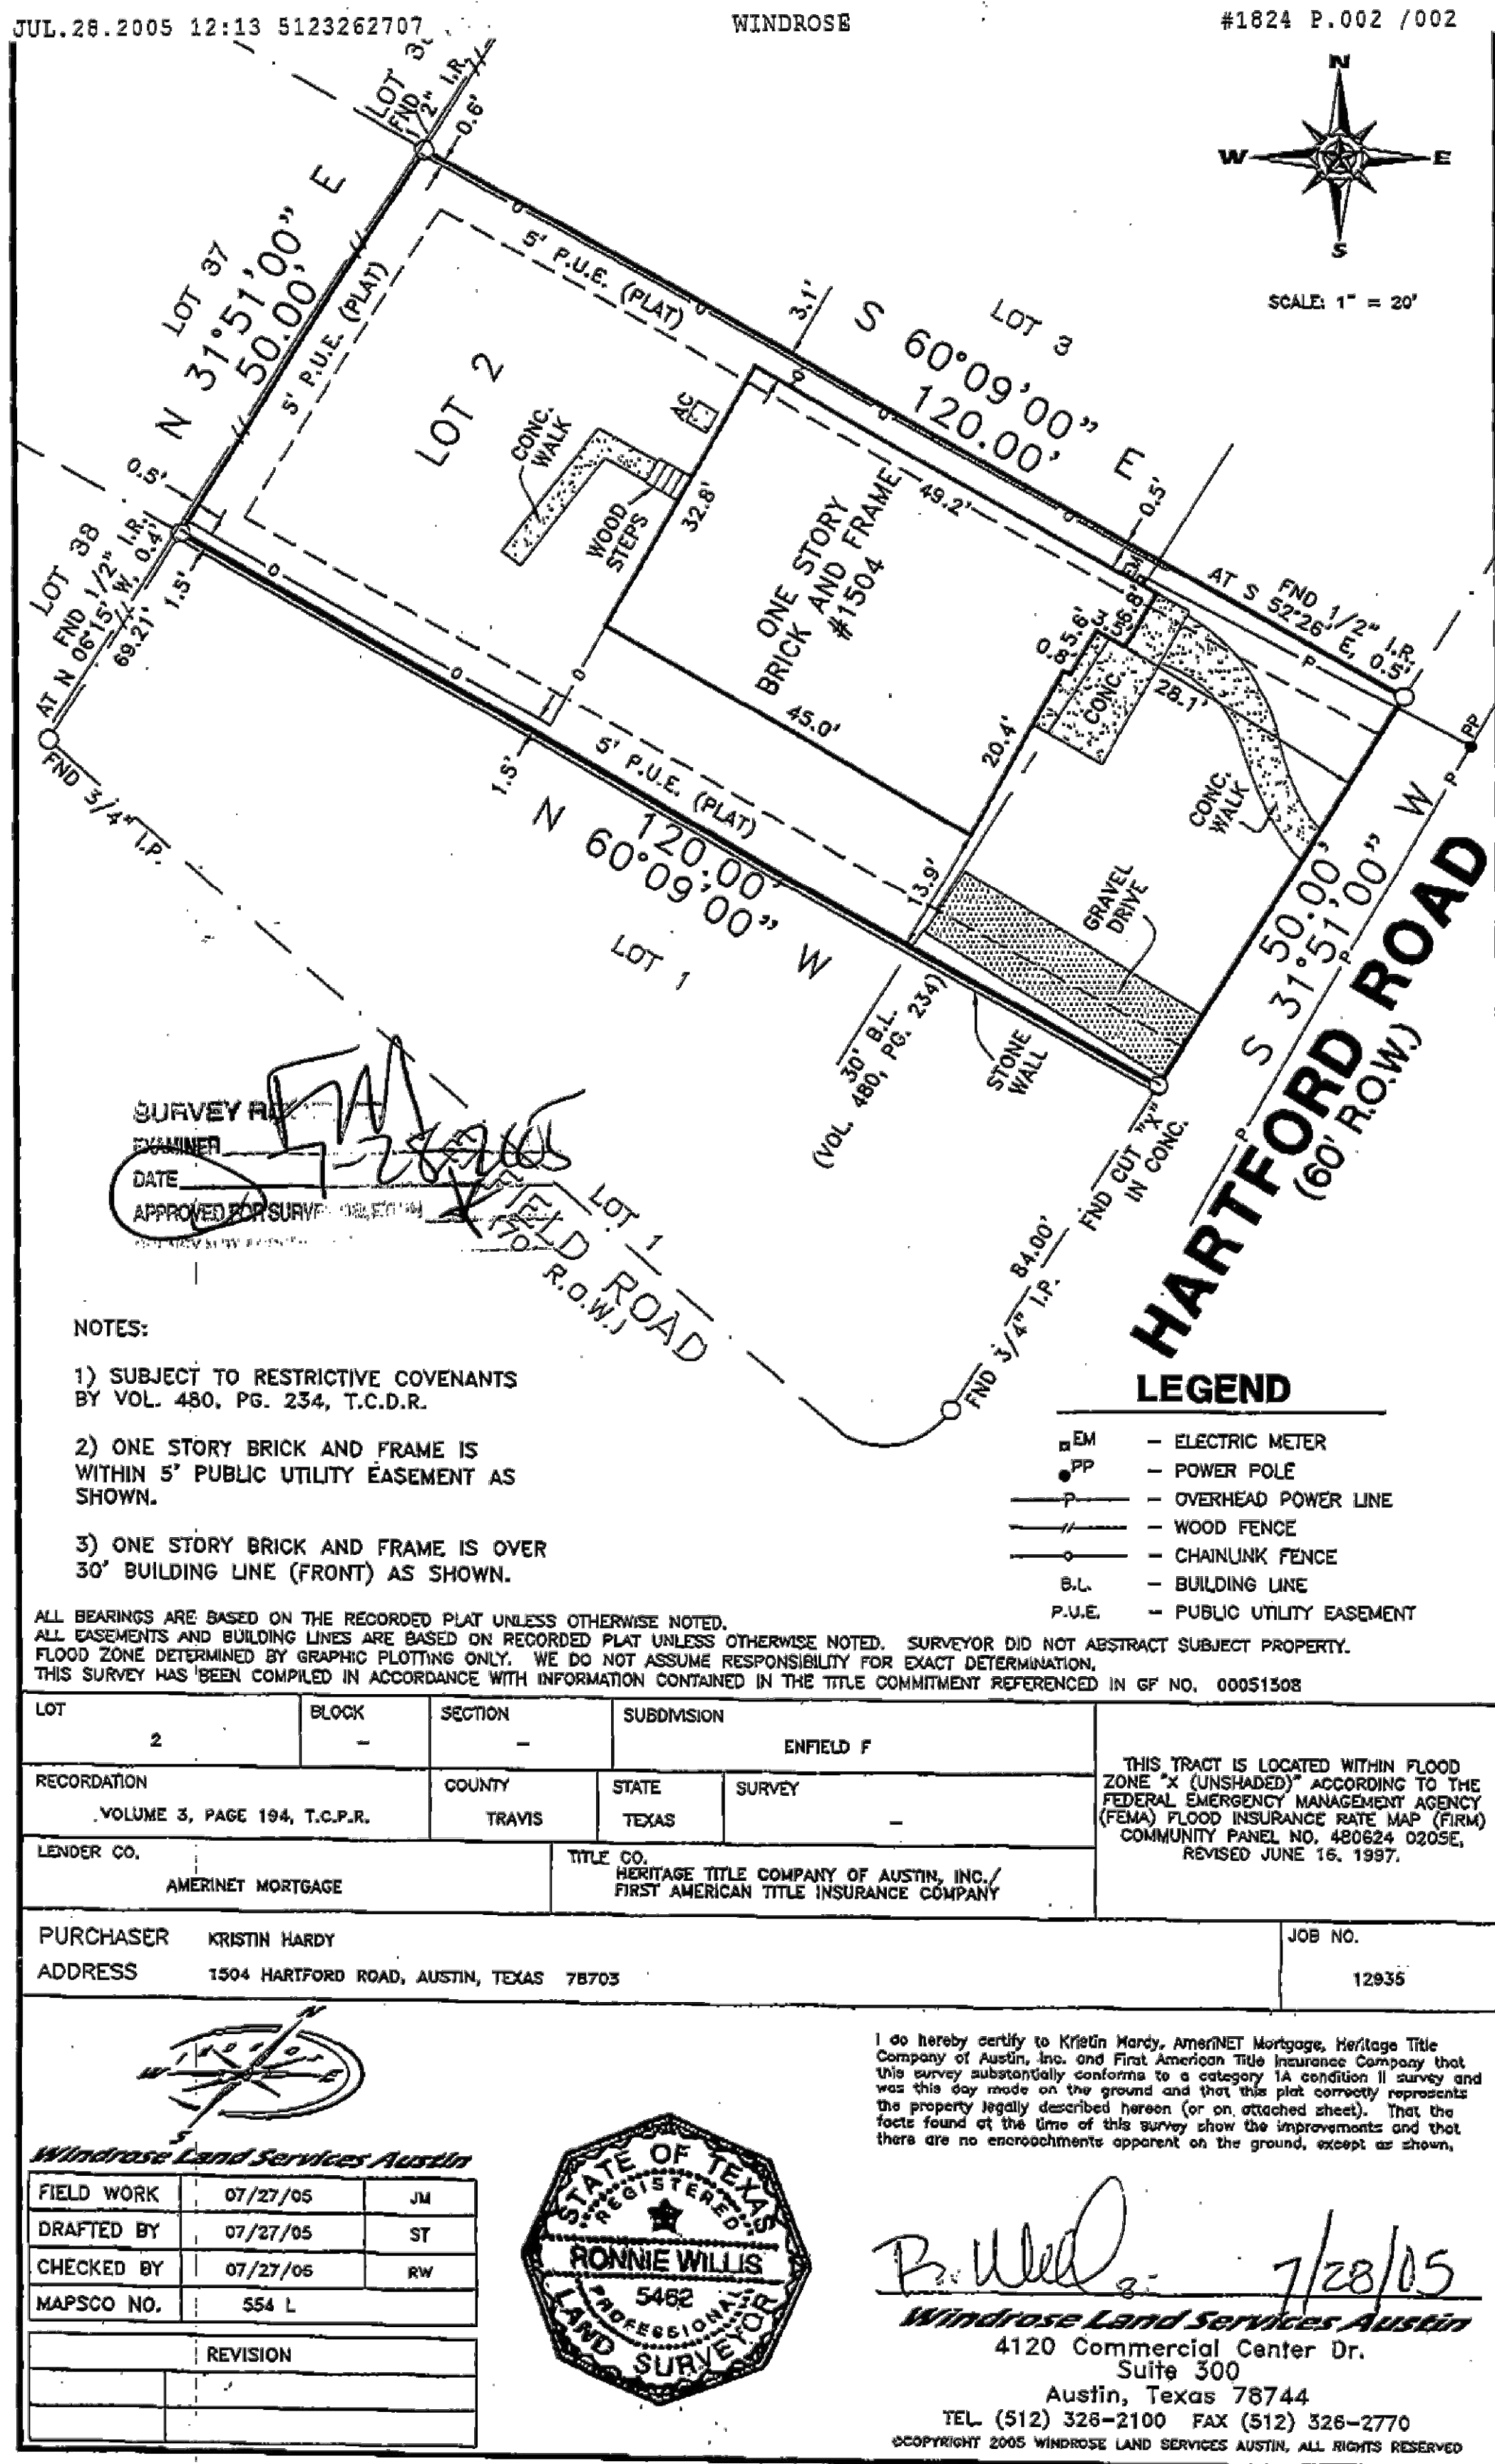 JUL.28.2005 12:13 5123262707
WINDROSE
#1824 P.002 /002
N
W
E
S
SCALE: 1" = 20'
FND
1/2" I.R.
0.6'
LOT 37
N 31°51'00" E
50.00'
5' P.U.E. (PLAT)
5' P.U.E. (PLAT)
3.1'
S 60°09'00" E
120.00'
LOT 3
LOT 2
AC
CONC.
WALK
WOOD
STEPS
32.8'
ONE STORY
BRICK AND FRAME
#1504
49.2'
0.5'
EM
AT S 52°26' E, 0.5'
FND 1/2" I.R.
0.5'
LOT 38
FND 1/2" I.R.
AT N 06°15' W, 0.4'
69.21'
1.5'
FND 3/4" I.P.
6.8'
5.6'
0.8'
CONC.
28.1'
20.4'
45.0'
5' P.U.E. (PLAT)
1.5'
N 60°09'00" W
120.00'
LOT 1
13.9'
CONC.
WALK
GRAVEL
DRIVE
P
PP
P
P
P
S 31°51'00" W
50.00'
HARTFORD ROAD
(60' R.O.W.)
30' B.L.
(VOL. 480, PG. 234)
STONE
WALL
FND CUT "X"
IN CONC.
84.00'
FND 3/4" I.P.
SURVEY
EXAMINER
DATE 7-28-2005
APPROVED FOR SURVEY DELETION
LOT 1
FIELD ROAD
R.O.W.)
NOTES:
1) SUBJECT TO RESTRICTIVE COVENANTS
BY VOL. 480, PG. 234, T.C.D.R.
2) ONE STORY BRICK AND FRAME IS
WITHIN 5' PUBLIC UTILITY EASEMENT AS
SHOWN.
3) ONE STORY BRICK AND FRAME IS OVER
30' BUILDING LINE (FRONT) AS SHOWN.
LEGEND
EM – ELECTRIC METER
PP – POWER POLE
P – OVERHEAD POWER LINE
// – WOOD FENCE
o – CHAINLINK FENCE
B.L. – BUILDING LINE
P.U.E. – PUBLIC UTILITY EASEMENT
ALL BEARINGS ARE BASED ON THE RECORDED PLAT UNLESS OTHERWISE NOTED.
ALL EASEMENTS AND BUILDING LINES ARE BASED ON RECORDED PLAT UNLESS OTHERWISE NOTED. SURVEYOR DID NOT ABSTRACT SUBJECT PROPERTY.
FLOOD ZONE DETERMINED BY GRAPHIC PLOTTING ONLY. WE DO NOT ASSUME RESPONSIBILITY FOR EXACT DETERMINATION.
THIS SURVEY HAS BEEN COMPILED IN ACCORDANCE WITH INFORMATION CONTAINED IN THE TITLE COMMITMENT REFERENCED IN GF NO. 00051308
LOT
2
BLOCK
–
SECTION
–
SUBDIVISION
ENFIELD F
RECORDATION
VOLUME 3, PAGE 194, T.C.P.R.
COUNTY
TRAVIS
STATE
TEXAS
SURVEY
–
THIS TRACT IS LOCATED WITHIN FLOOD
ZONE "X (UNSHADED)" ACCORDING TO THE
FEDERAL EMERGENCY MANAGEMENT AGENCY
(FEMA) FLOOD INSURANCE RATE MAP (FIRM)
COMMUNITY PANEL NO. 480624 0205E,
REVISED JUNE 16, 1997.
LENDER CO.
AMERINET MORTGAGE
TITLE CO.
HERITAGE TITLE COMPANY OF AUSTIN, INC./
FIRST AMERICAN TITLE INSURANCE COMPANY
PURCHASER KRISTIN HARDY
ADDRESS 1504 HARTFORD ROAD, AUSTIN, TEXAS 78703
JOB NO.
12935
N
W
E
S
Windrose Land Services Austin
FIELD WORK 07/27/05 JM
DRAFTED BY 07/27/05 ST
CHECKED BY 07/27/05 RW
MAPSCO NO. 554 L
REVISION
STATE OF TEXAS
REGISTERED
RONNIE WILLIS
5462
PROFESSIONAL
LAND SURVEYOR
I do hereby certify to Kristin Hardy, AmeriNET Mortgage, Heritage Title
Company of Austin, Inc. and First American Title Insurance Company that
this survey substantially conforms to a category 1A condition II survey and
was this day made on the ground and that this plat correctly represents
the property legally described hereon (or on attached sheet). That the
facts found at the time of this survey show the improvements and that
there are no encroachments apparent on the ground, except as shown.
7/28/05
Windrose Land Services Austin
4120 Commercial Center Dr.
Suite 300
Austin, Texas 78744
TEL. (512) 326-2100 FAX (512) 326-2770
©COPYRIGHT 2005 WINDROSE LAND SERVICES AUSTIN, ALL RIGHTS RESERVED